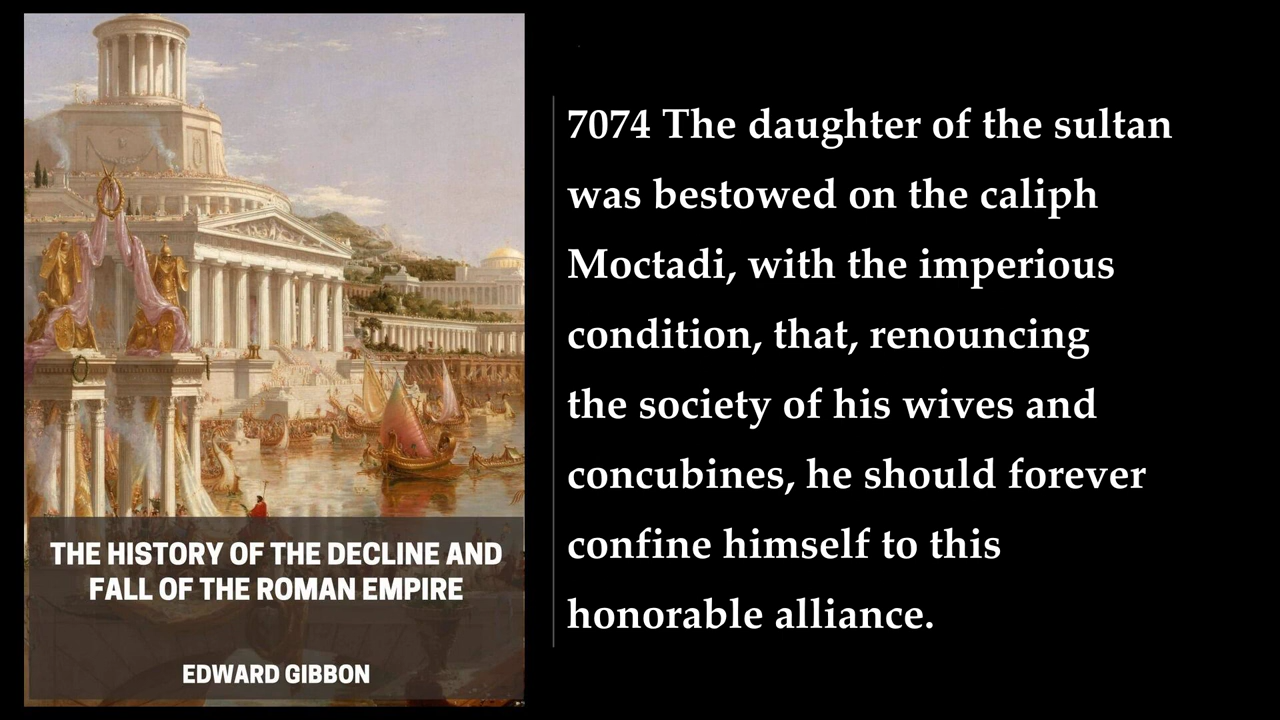 THE HISTORY OF THE DECLINE AND
FALL OF THE ROMAN EMPIRE
EDWARD GIBBON
7074 The daughter of the sultan
was bestowed on the caliph
Moctadi, with the imperious
condition, that, renouncing
the society of his wives and
concubines, he should forever
confine himself to this
honorable alliance.